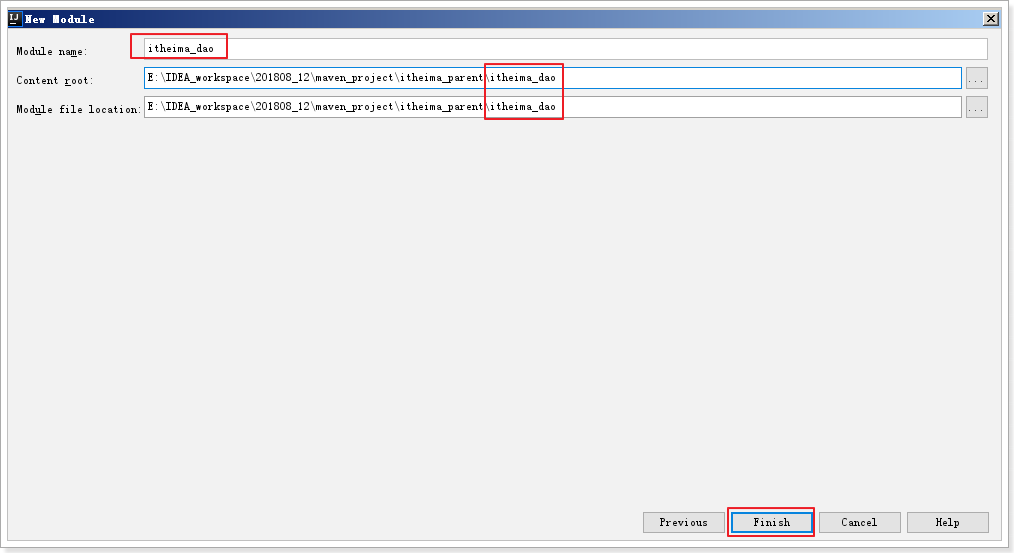 IJ New Module
Module name: itheima_dao
Content root: E:\IDEA_workspace\201808_12\maven_project\itheima_parent\itheima_dao ...
Module file location: E:\IDEA_workspace\201808_12\maven_project\itheima_parent\itheima_dao ...
Previous Finish Cancel Help